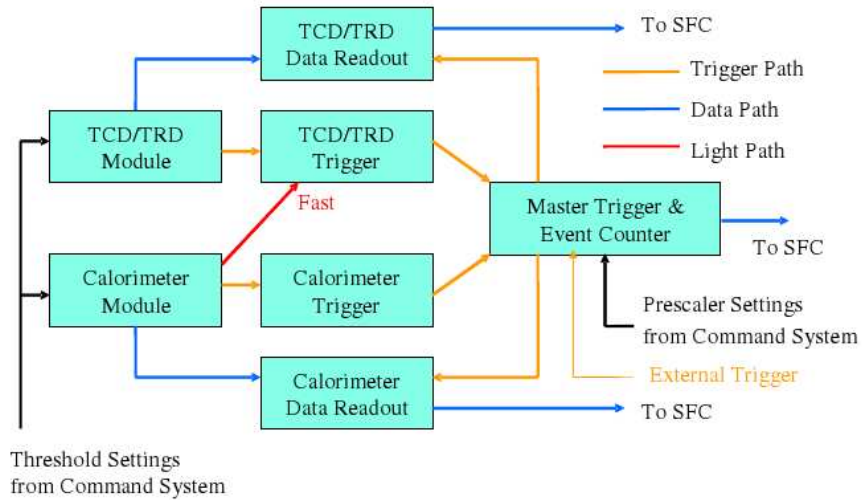 TCD/TRD
Data Readout
To SFC
Trigger Path
Data Path
Light Path
TCD/TRD
Module
TCD/TRD
Trigger
Fast
Master Trigger &
Event Counter
To SFC
Calorimeter
Module
Calorimeter
Trigger
Prescaler Settings
from Command System
External Trigger
Calorimeter
Data Readout
To SFC
Threshold Settings
from Command System